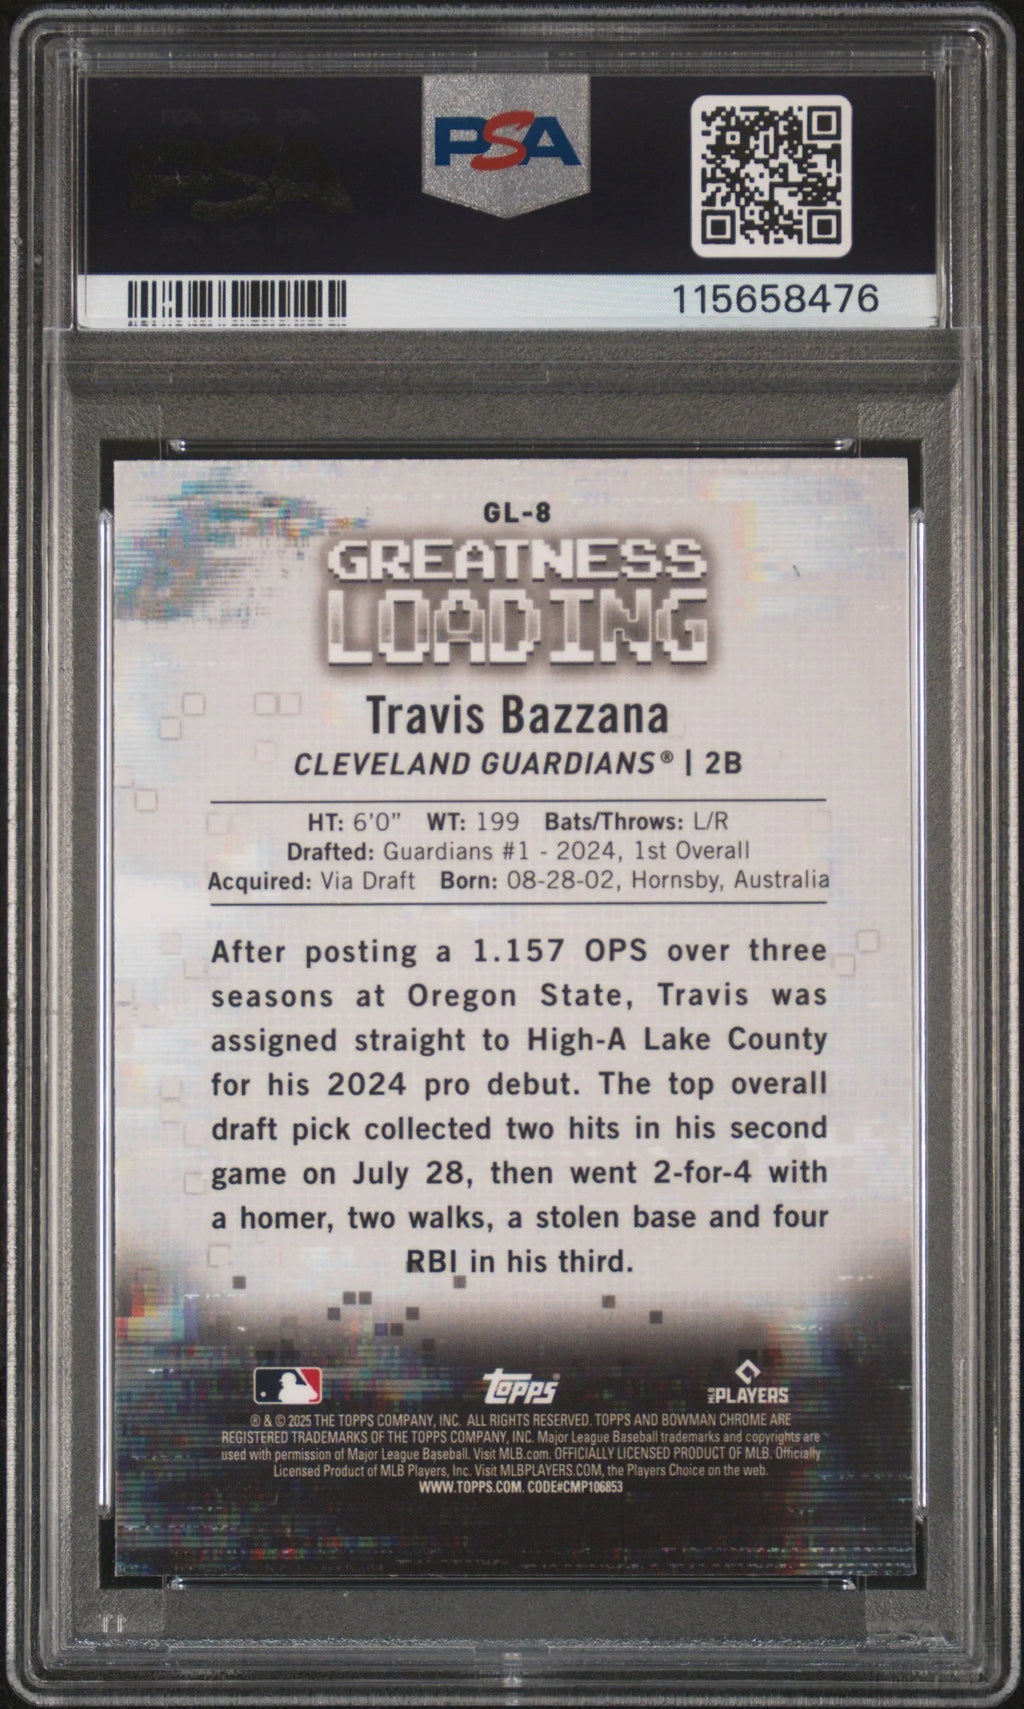 PSA
115658476
GL-8
GREATNESS
LOADING
Travis Bazzana
CLEVELAND GUARDIANS® | 2B
HT: 6'0" WT: 199 Bats/Throws: L/R
Drafted: Guardians #1 - 2024, 1st Overall
Acquired: Via Draft Born: 08-28-02, Hornsby, Australia
After posting a 1.157 OPS over three
seasons at Oregon State, Travis was
assigned straight to High-A Lake County
for his 2024 pro debut. The top overall
draft pick collected two hits in his second
game on July 28, then went 2-for-4 with
a homer, two walks, a stolen base and four
RBI in his third.
Topps®
MLB PLAYERS
® & © 2025 THE TOPPS COMPANY, INC. ALL RIGHTS RESERVED. TOPPS AND BOWMAN CHROME ARE
REGISTERED TRADEMARKS OF THE TOPPS COMPANY, INC. Major League Baseball trademarks and copyrights are
used with permission of Major League Baseball. Visit MLB.com. OFFICIALLY LICENSED PRODUCT OF MLB. Officially
Licensed Product of MLB Players, Inc. Visit MLBPLAYERS.COM, the Players Choice on the web.
WWW.TOPPS.COM. CODE#CMP106853